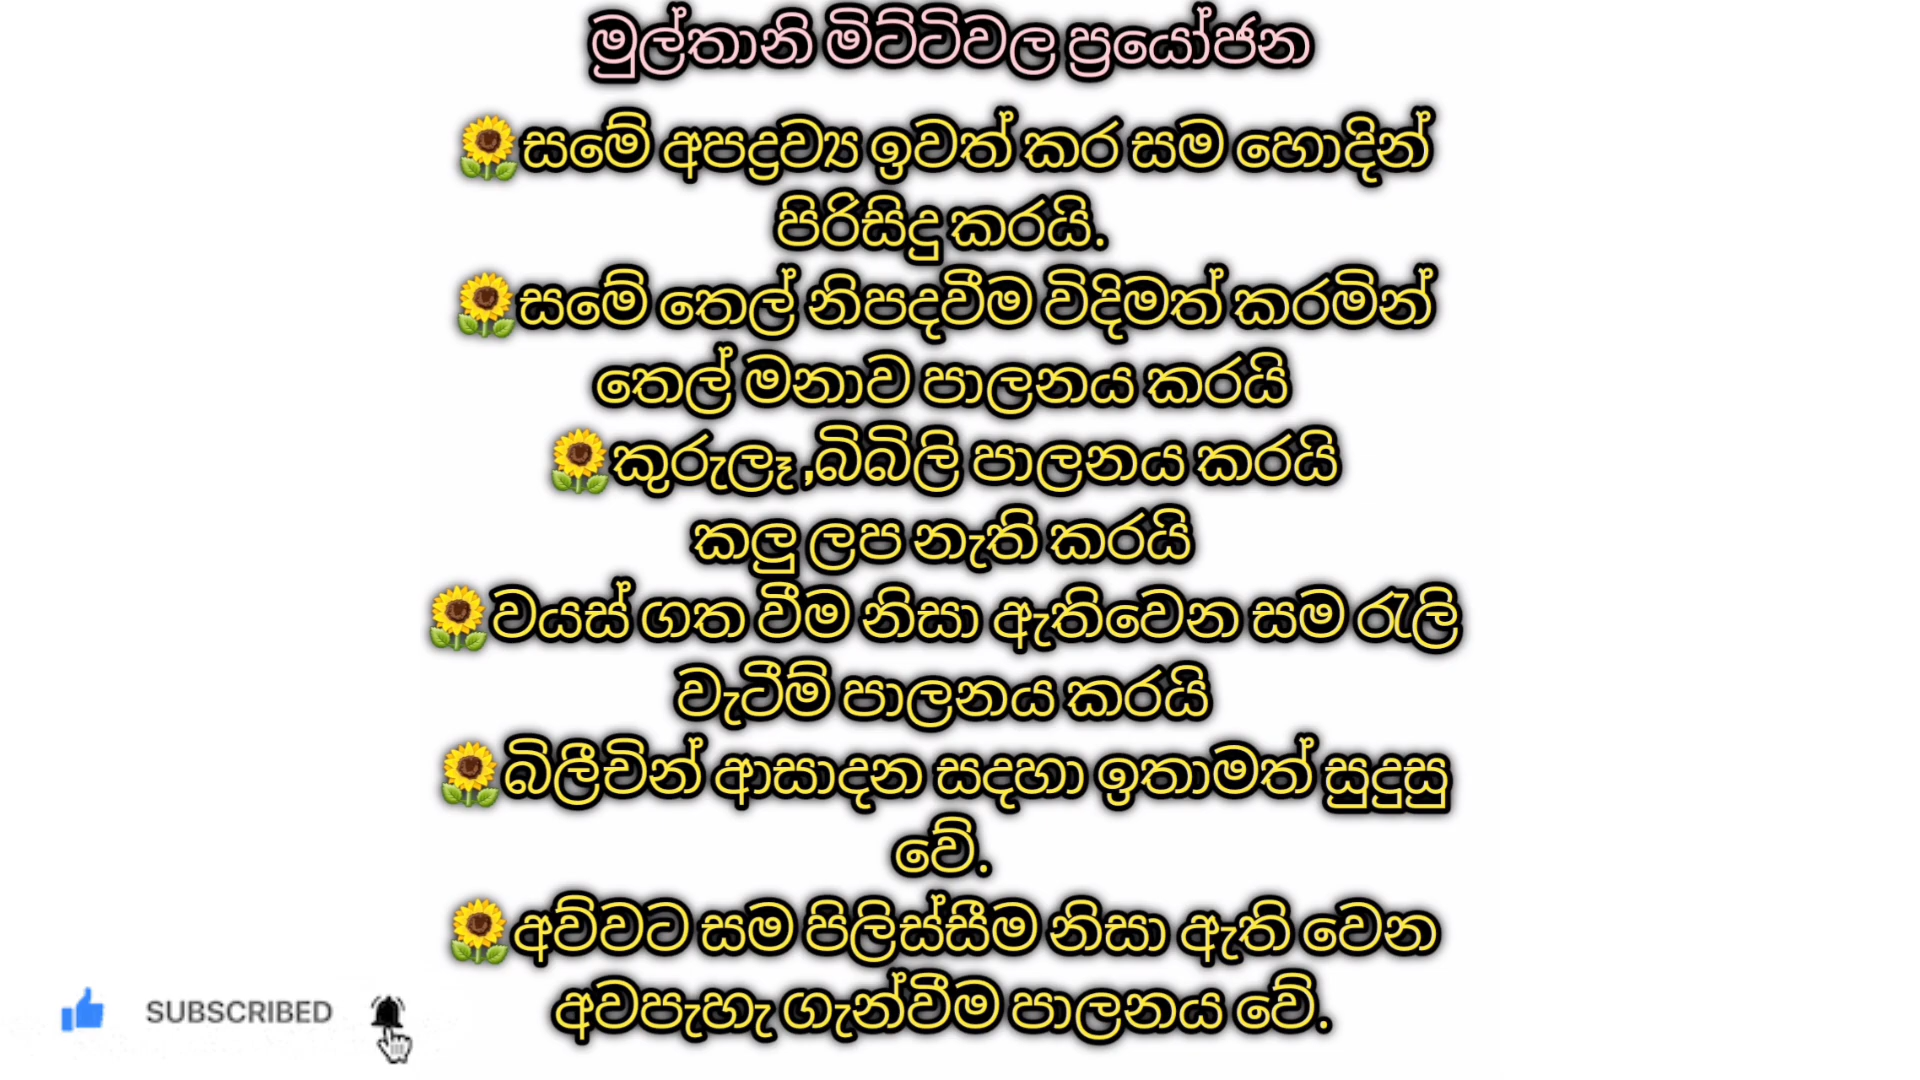 මුල්තානි මිට්ටිවල ප්‍රයෝජන
🌻සමේ අපද්‍රව්‍ය ඉවත් කර සම හොදින්
පිරිසිදු කරයි.
🌻සමේ තෙල් නිපදවීම විදිමත් කරමින්
තෙල් මනාව පාලනය කරයි
🌻කුරුලෑ ,බිබිලි පාලනය කරයි
කලු ලප නැති කරයි
🌻වයස් ගත වීම නිසා ඇතිවෙන සම රැලි
වැටීම් පාලනය කරයි
🌻බිලීචින් ආසාදන සදහා ඉතාමත් සුදුසු
වේ.
🌻අව්වට සම පිලිස්සීම නිසා ඇති වෙන
අවපැහැ ගැන්වීම පාලනය වේ.
SUBSCRIBED